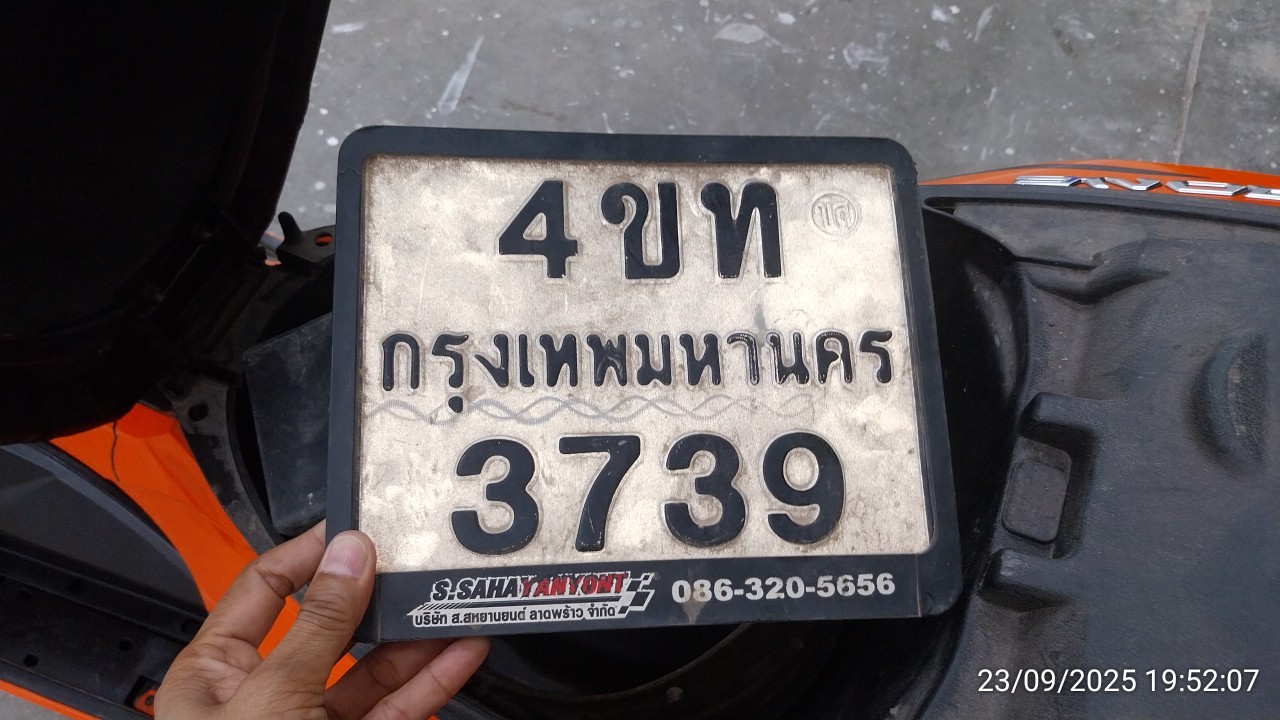 4 ขท
กรุงเทพมหานคร
3739
S.SAHAYANYONT 086-320-5656
บริษัท ส.สหยานยนต์ ลาดพร้าว จำกัด
23/09/2025 19:52:07